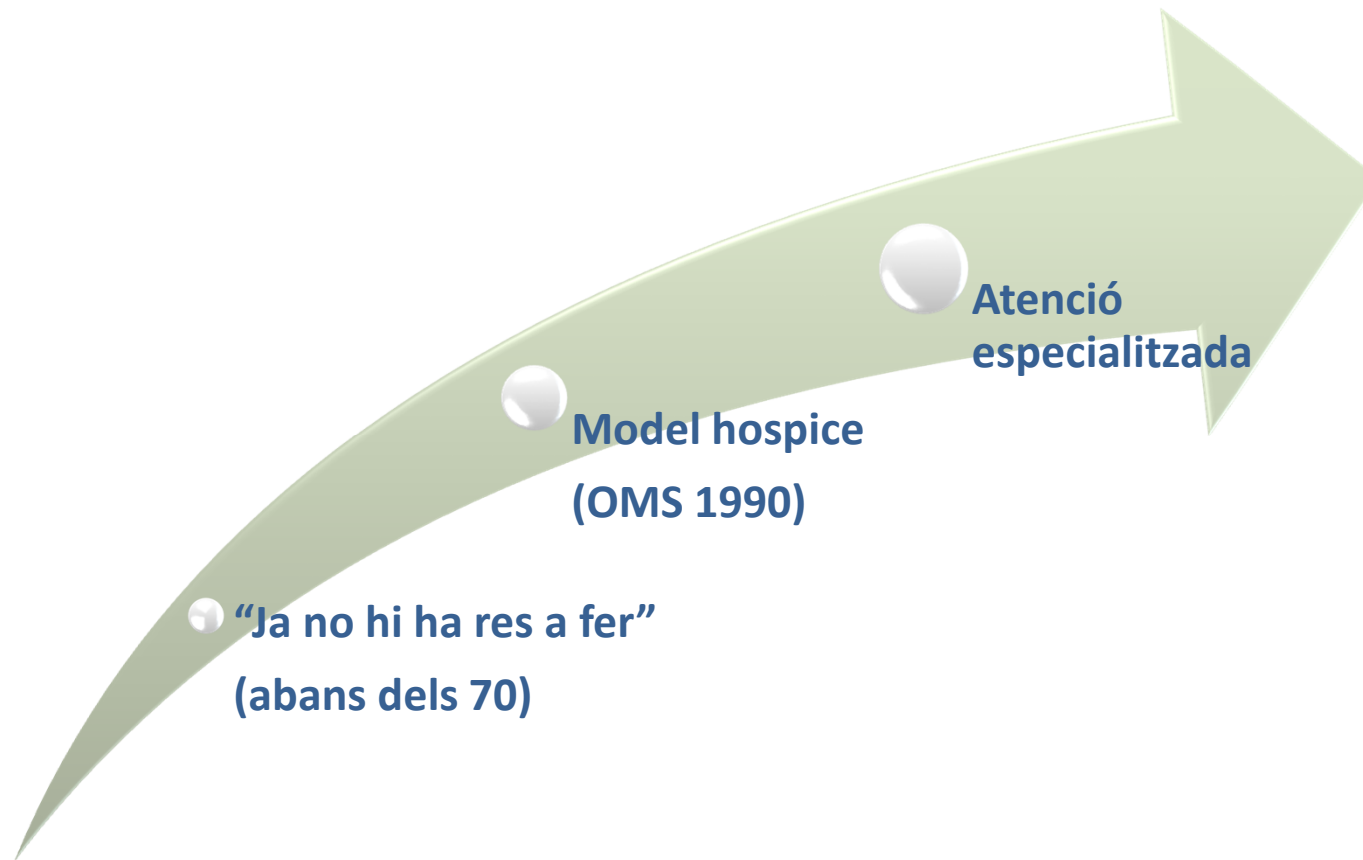 Atenció
especialitzada
Model hospice
(OMS 1990)
“Ja no hi ha res a fer”
(abans dels 70)